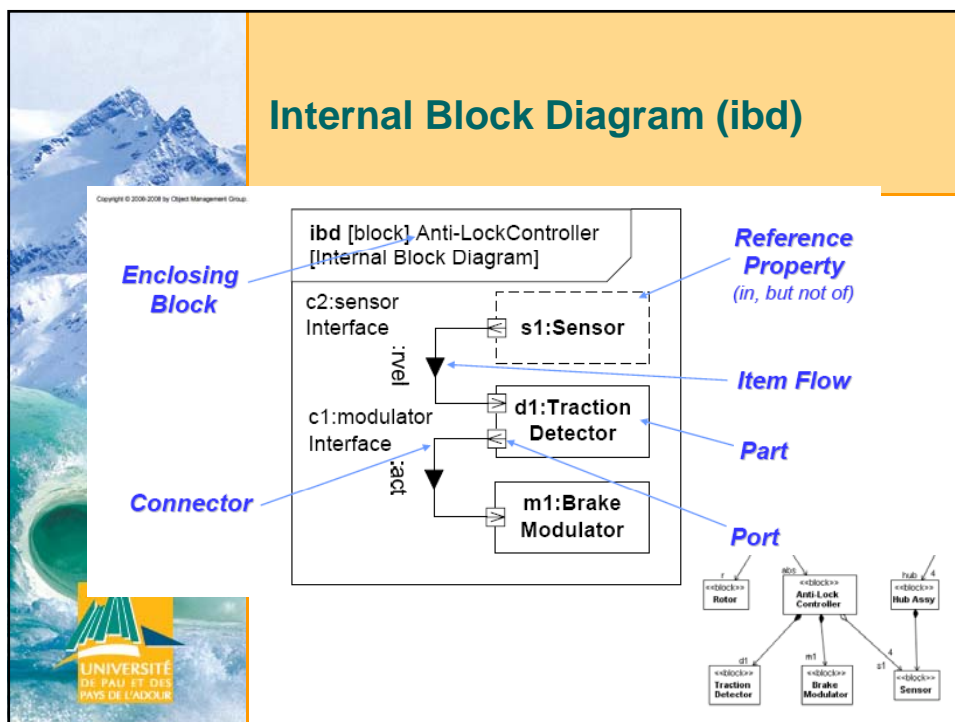 Internal Block Diagram (ibd)
Copyright © 2006-2008 by Object Management Group.
ibd [block] Anti-LockController
[Internal Block Diagram]
Enclosing
Block
Reference
Property
(in, but not of)
c2:sensor
Interface
s1:Sensor
:rvel
Item Flow
d1:Traction
Detector
c1:modulator
Interface
Part
:act
Connector
m1:Brake
Modulator
Port
r
abs
hub
4
<<block>>
Rotor
<<block>>
Anti-Lock
Controller
<<block>>
Hub Assy
d1
m1
4
s1
<<block>>
Traction
Detector
<<block>>
Brake
Modulator
<<block>>
Sensor
UNIVERSITÉ
DE PAU ET DES
PAYS DE L'ADOUR